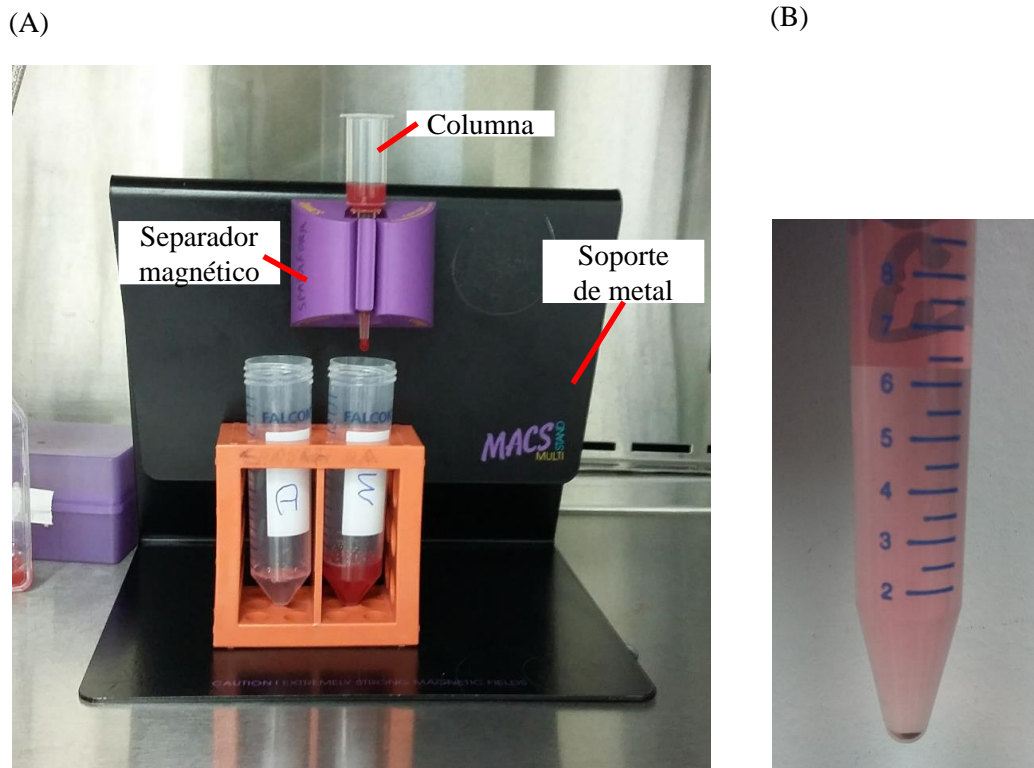 (A)
(B)
Columna
Separador
magnético
Soporte
de metal
FALCON
FALCON
MACS
MULTI
STAND
CAUTION! EXTREMELY STRONG MAGNETIC FIELDS
8
7
6
5
4
3
2